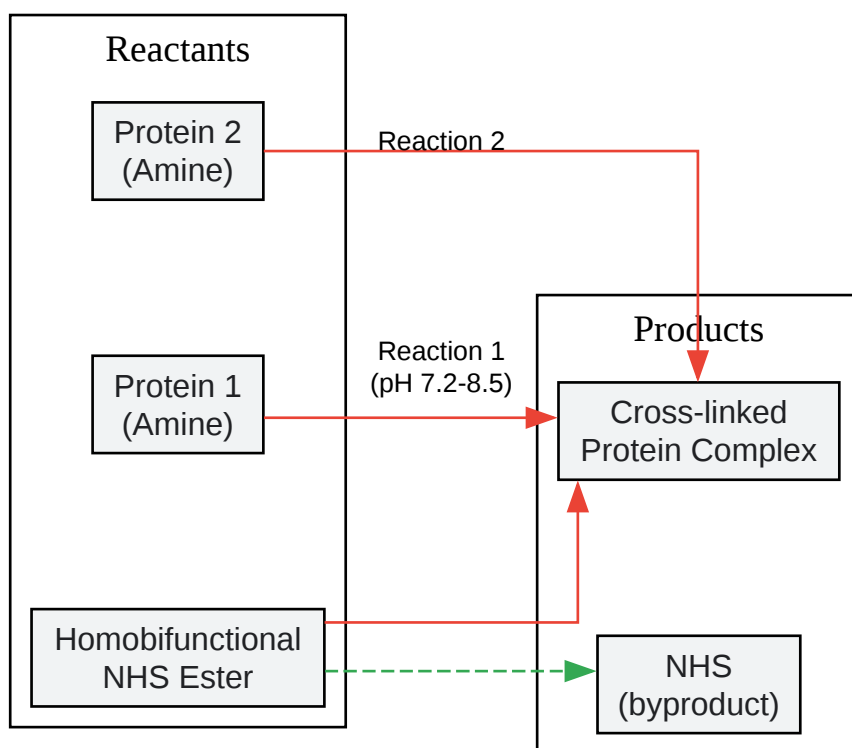 Reactants
Protein 2
(Amine)
Reaction 2
Protein 1
(Amine)
Reaction 1
(pH 7.2-8.5)
Homobifunctional
NHS Ester
Products
Cross-linked
Protein Complex
NHS
(byproduct)